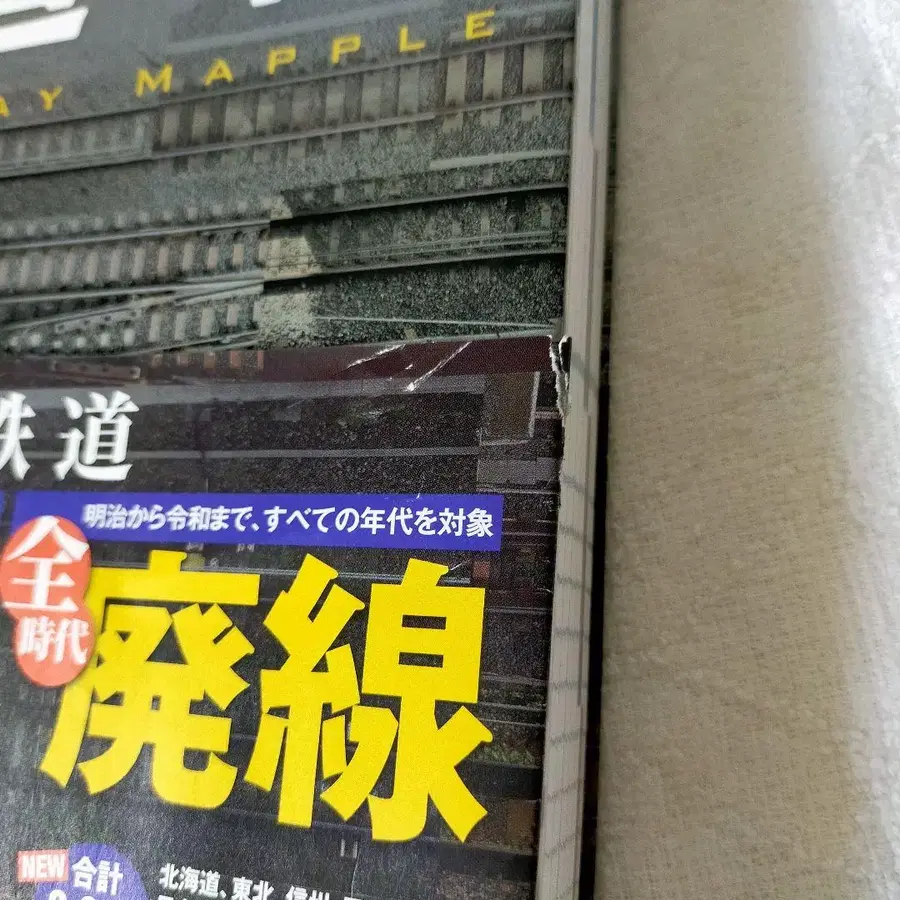 MAPPLE
鉄道
明治から令和まで、すべての年代を対象
全
時代
廃線
NEW 合計
北海道、東北、信州、